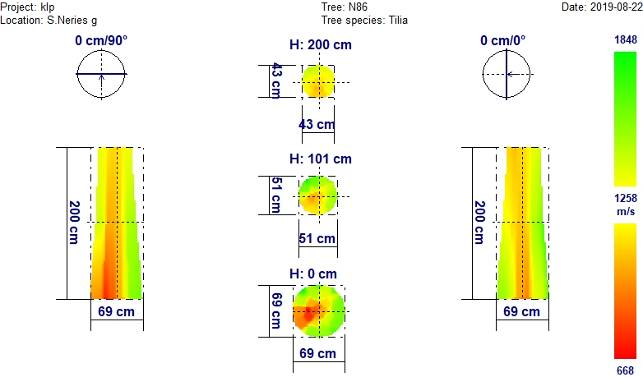 Project: klp
Tree: N86
Date: 2019-08-22
Location: S.Neries g
Tree species: Tilia
0 cm/90°
H: 200 cm
0 cm/0°
1848
43 cm
43 cm
H: 101 cm
51 cm
51 cm
200 cm
200 cm
1258
m/s
H: 0 cm
69 cm
69 cm
69 cm
69 cm
668